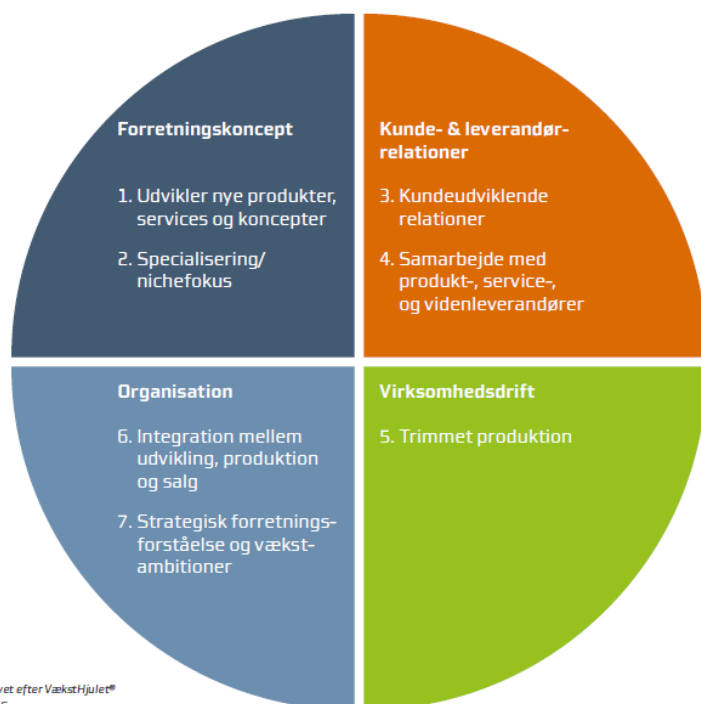 Forretningskoncept
1. Udvikler nye produkter,
services og koncepter
2. Specialisering/
nichefokus
Kunde- & leverandør-
relationer
3. Kundeudviklende
relationer
4. Samarbejde med
produkt-, service-,
og videnleverandører
Organisation
6. Integration mellem
udvikling, produktion
og salg
7. Strategisk forretnings-
forståelse og vækst-
ambitioner
Virksomhedsdrift
5. Trimmet produktion
efter VækstHjulet®